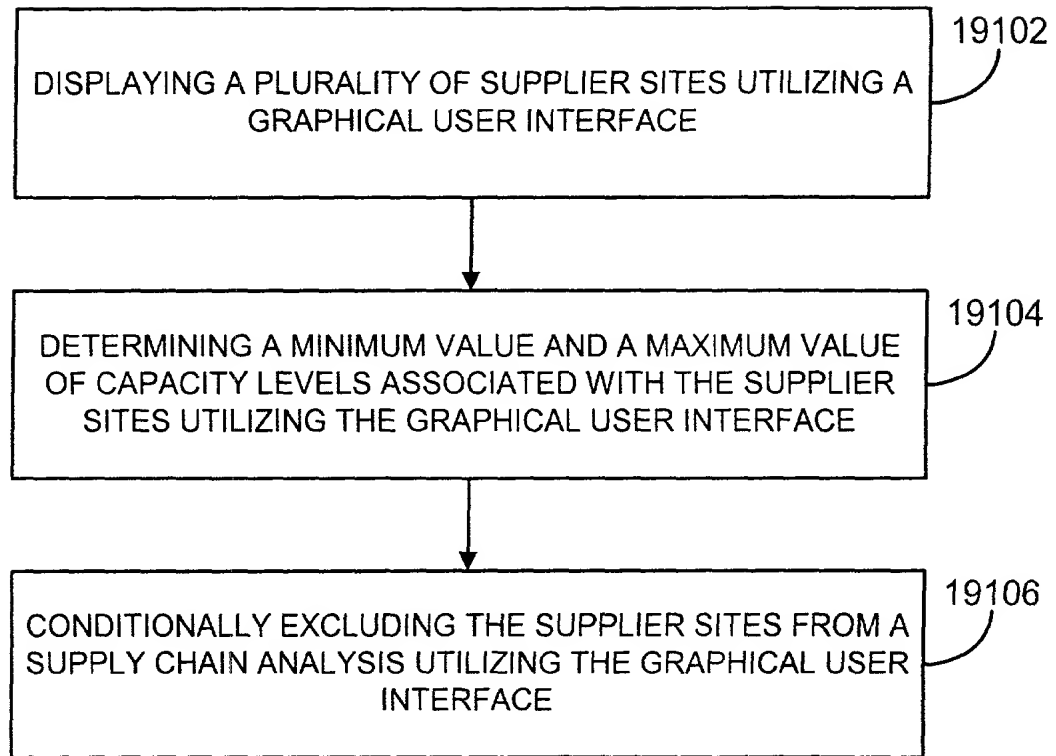 19102
DISPLAYING A PLURALITY OF SUPPLIER SITES UTILIZING A
GRAPHICAL USER INTERFACE
19104
DETERMINING A MINIMUM VALUE AND A MAXIMUM VALUE
OF CAPACITY LEVELS ASSOCIATED WITH THE SUPPLIER
SITES UTILIZING THE GRAPHICAL USER INTERFACE
19106
CONDITIONALLY EXCLUDING THE SUPPLIER SITES FROM A
SUPPLY CHAIN ANALYSIS UTILIZING THE GRAPHICAL USER
INTERFACE